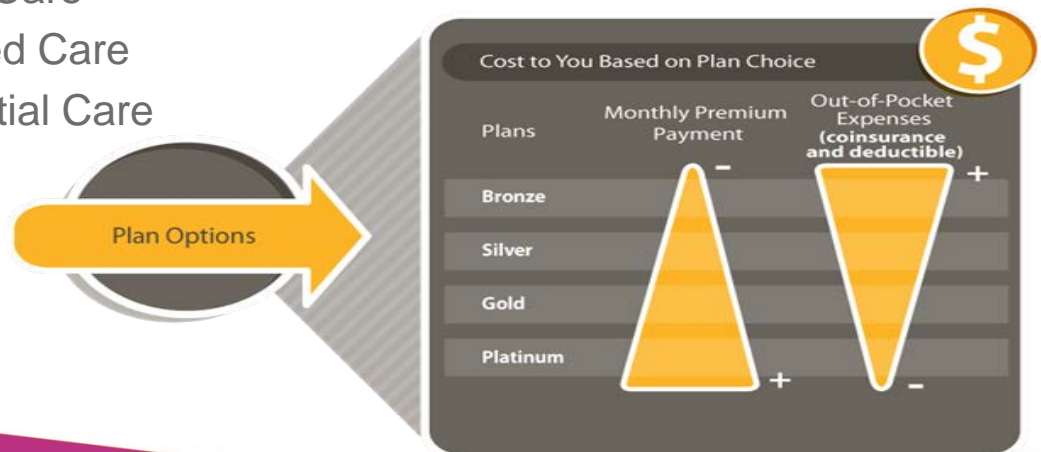 Care
ed Care
tial Care
$
Cost to You Based on Plan Choice
Plans
Monthly Premium
Payment
Out-of-Pocket
Expenses
(coinsurance
and deductible)
- +
Bronze
Silver
Gold
Platinum
+ -
Plan Options